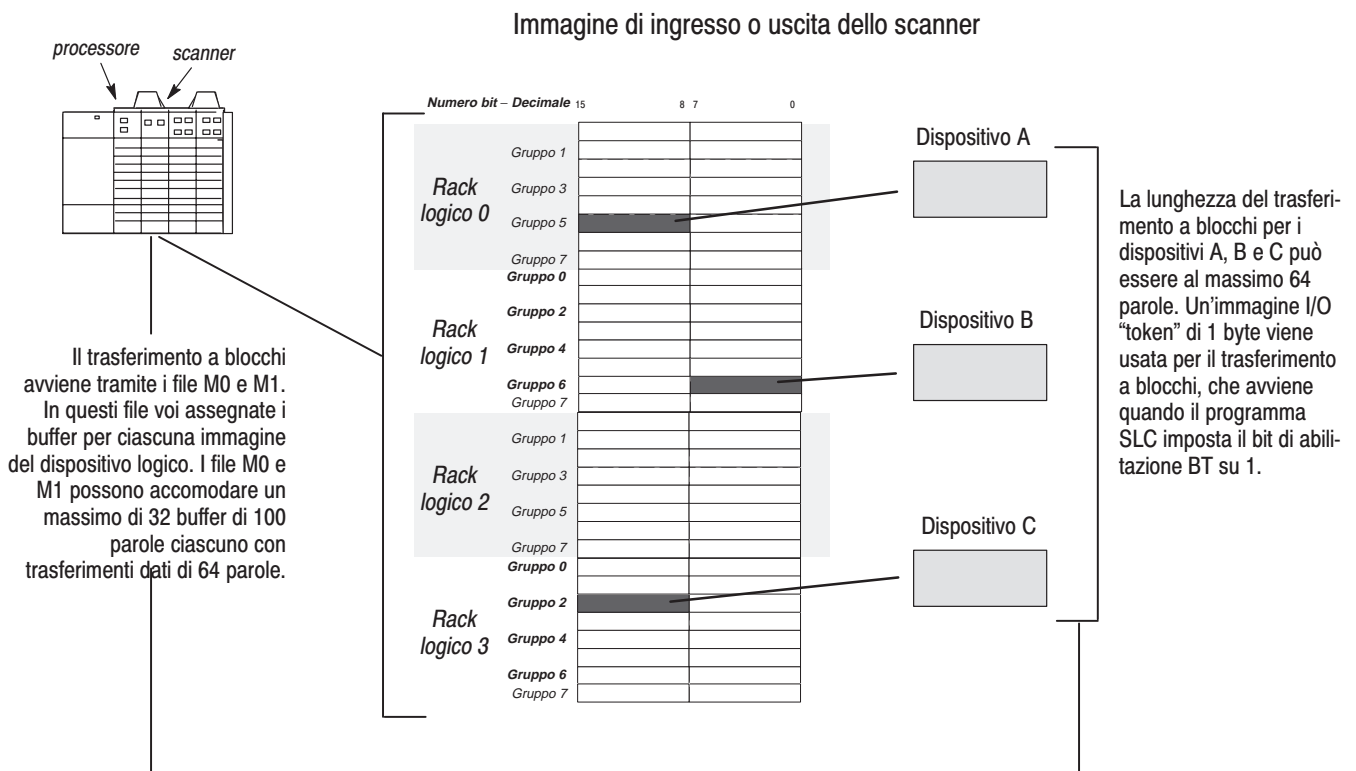 Immagine di ingresso o uscita dello scanner
processore
scanner
Numero bit – Decimale 15 8 7 0
Rack
logico 0
Gruppo 1
Gruppo 3
Gruppo 5
Gruppo 7
Rack
logico 1
Gruppo 0
Gruppo 2
Gruppo 4
Gruppo 6
Gruppo 7
Rack
logico 2
Gruppo 1
Gruppo 3
Gruppo 5
Gruppo 7
Rack
logico 3
Gruppo 0
Gruppo 2
Gruppo 4
Gruppo 6
Gruppo 7
Dispositivo A
Dispositivo B
Dispositivo C
Il trasferimento a blocchi
avviene tramite i file M0 e M1.
In questi file voi assegnate i
buffer per ciascuna immagine
del dispositivo logico. I file M0 e
M1 possono accomodare un
massimo di 32 buffer di 100
parole ciascuno con
trasferimenti dati di 64 parole.
La lunghezza del trasferi-
mento a blocchi per i
dispositivi A, B e C può
essere al massimo 64
parole. Un'immagine I/O
“token” di 1 byte viene
usata per il trasferimento
a blocchi, che avviene
quando il programma
SLC imposta il bit di abili-
tazione BT su 1.